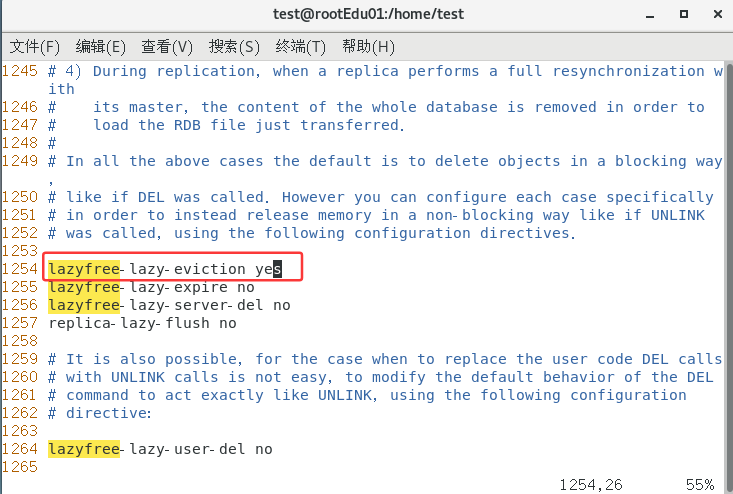 test@rootEdu01:/home/test
文件(F) 编辑(E) 查看(V) 搜索(S) 终端(T) 帮助(H)
1245 # 4) During replication, when a replica performs a full resynchronization w
ith
1246 #    its master, the content of the whole database is removed in order to
1247 #    load the RDB file just transferred.
1248 #
1249 # In all the above cases the default is to delete objects in a blocking way
,
1250 # like if DEL was called. However you can configure each case specifically
1251 # in order to instead release memory in a non-blocking way like if UNLINK
1252 # was called, using the following configuration directives.
1253
1254 lazyfree-lazy-eviction yes
1255 lazyfree-lazy-expire no
1256 lazyfree-lazy-server-del no
1257 replica-lazy-flush no
1258
1259 # It is also possible, for the case when to replace the user code DEL calls
1260 # with UNLINK calls is not easy, to modify the default behavior of the DEL
1261 # command to act exactly like UNLINK, using the following configuration
1262 # directive:
1263
1264 lazyfree-lazy-user-del no
1265
1254,26 55%